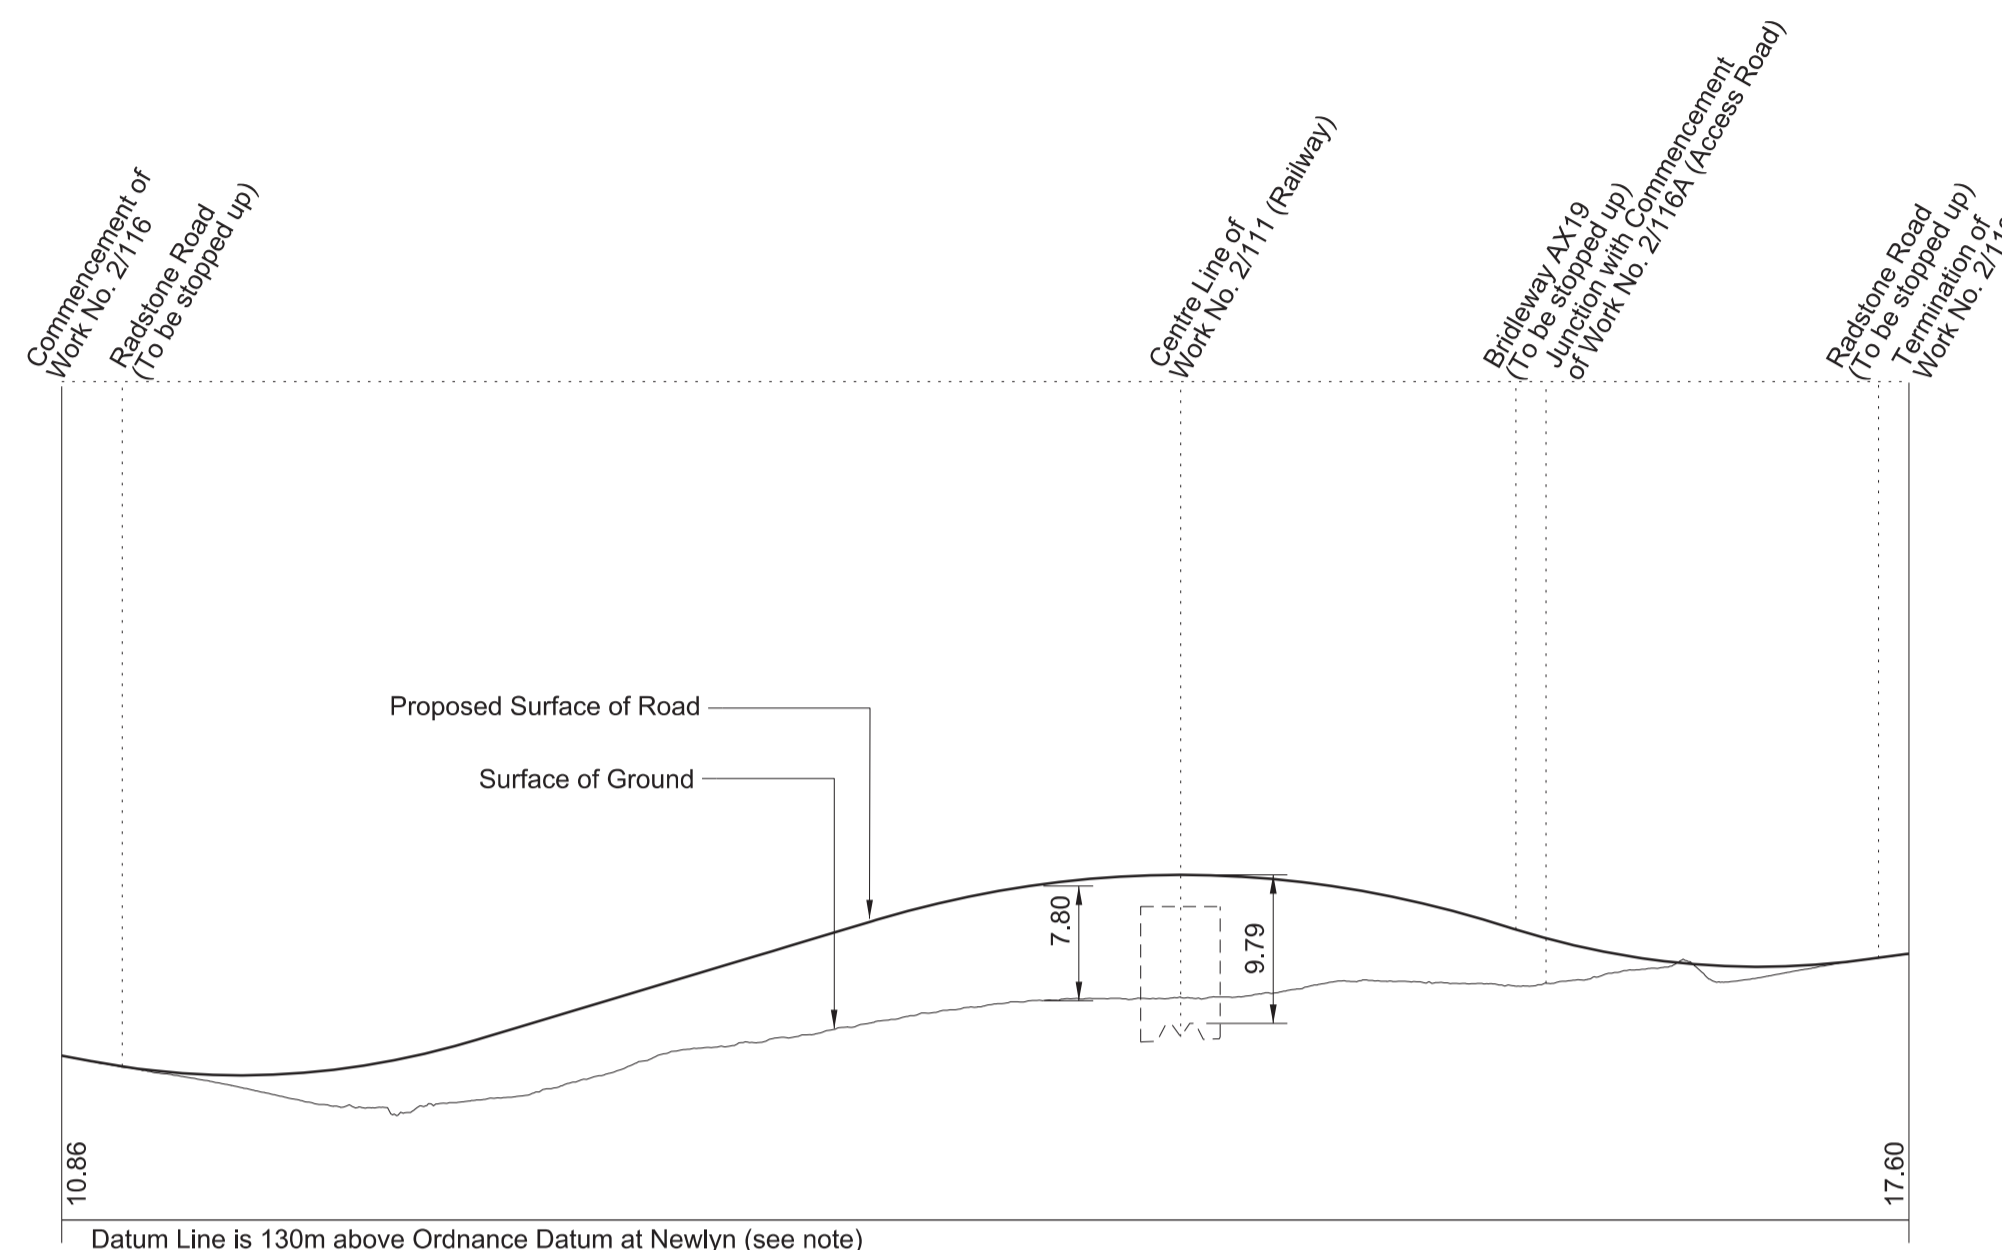 Commencement of
Work No. 2/116
Radstone Road
(To be stopped up)
Centre Line of
Work No. 2/111 (Railway)
Bridleway AX19
(To be stopped up)
Junction with Commencement
of Work No. 2/116A (Access Road)
Radstone Road
(To be stopped up)
Termination of
Work No.
Proposed Surface of Road
Surface of Ground
7.80
9.79
10.86
17.60
Datum Line is 130m above Ordnance Datum at Newlyn (see note)